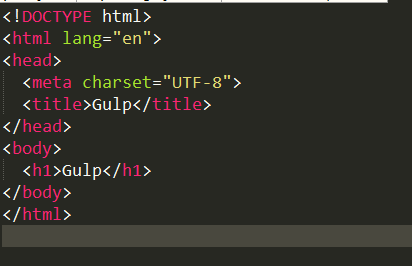 <!DOCTYPE html>
<html lang="en">
<head>
  <meta charset="UTF-8">
  <title>Gulp</title>
</head>
<body>
  <h1>Gulp</h1>
</body>
</html>